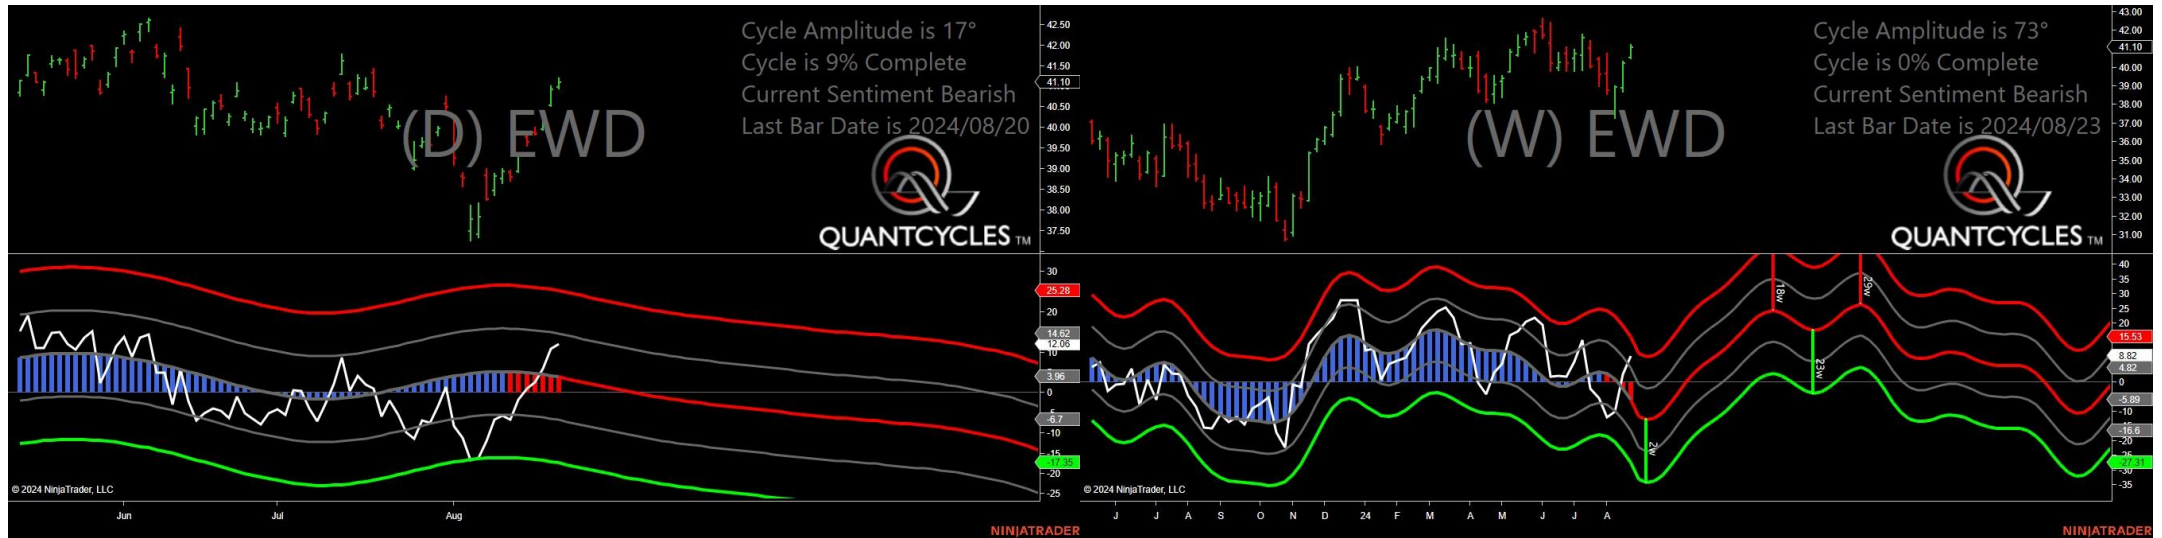 Cycle Amplitude is 17°
Cycle is 9% Complete
Current Sentiment Bearish
Last Bar Date is 2024/08/20
(D) EWD
QUANTCYCLES TM
42.50
42.00
41.50
41.10
40.50
40.00
39.50
39.00
38.50
38.00
37.50
30
25.28
20
14.62
12.06
10
3.96
0
-5
-6.7
-10
-15
-17.35
-20
-25
© 2024 NinjaTrader, LLC
Jun Jul Aug
NINJATRADER
Cycle Amplitude is 73°
Cycle is 0% Complete
Current Sentiment Bearish
Last Bar Date is 2024/08/23
(W) EWD
QUANTCYCLES TM
43.00
42.00
41.10
40.00
39.00
38.00
37.00
36.00
35.00
34.00
33.00
32.00
31.00
18w
29w
23w
2w
40
35
30
25
20
15.53
8.82
4.82
0
-5.89
-10
-16.6
-20
-25
-27.31
-30
-35
© 2024 NinjaTrader, LLC
J J A S O N D 24 F M A M J J A
NINJATRADER